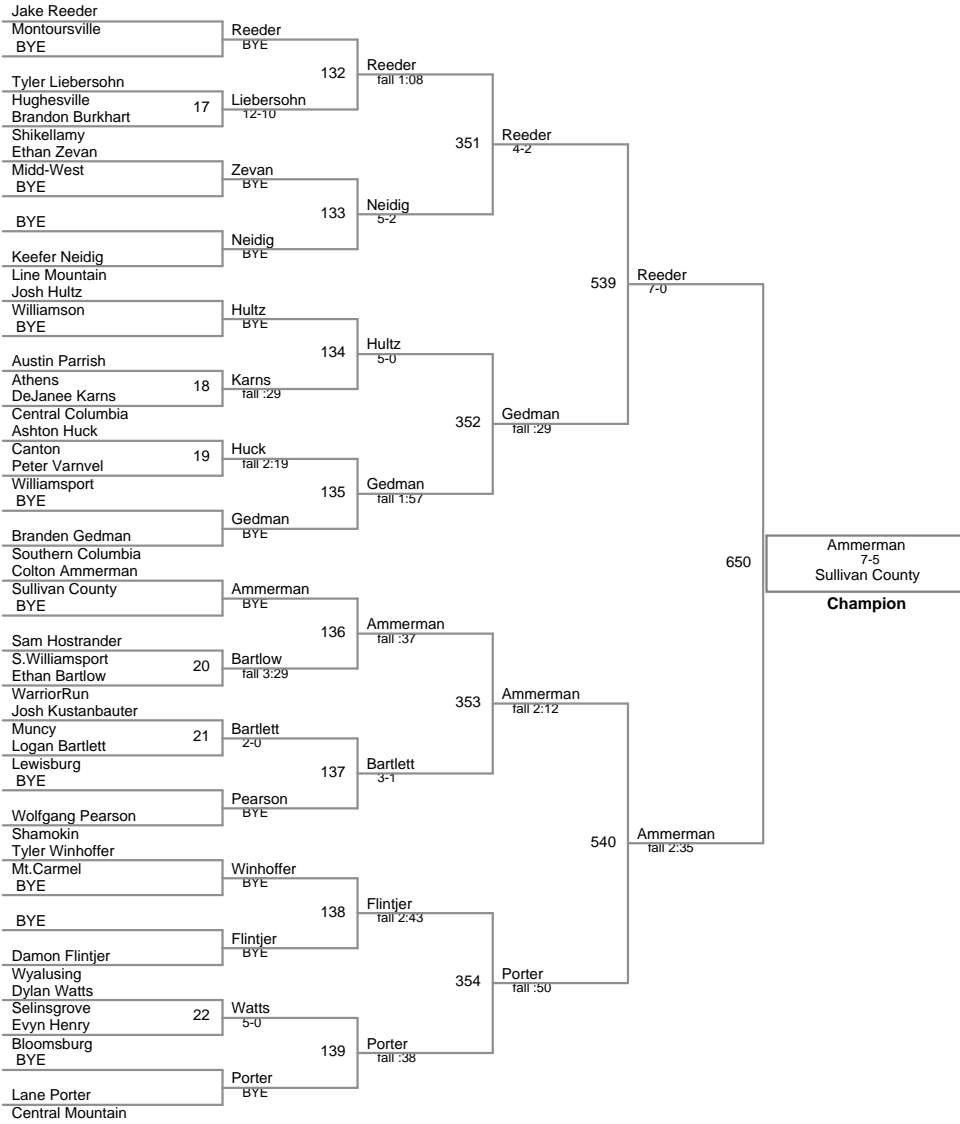 Jake Reeder
Montoursville
BYE
Reeder
BYE
132
Reeder
fall 1:08
Tyler Liebersohn
Hughesville
17
Liebersohn
12-10
Brandon Burkhart
Shikellamy
351
Reeder
4-2
Ethan Zevan
Midd-West
BYE
Zevan
BYE
133
Neidig
5-2
BYE
Neidig
BYE
Keefer Neidig
Line Mountain
539
Reeder
7-0
Josh Hultz
Williamson
BYE
Hultz
BYE
134
Hultz
5-0
Austin Parrish
Athens
18
Karns
fall :29
DeJanee Karns
Central Columbia
352
Gedman
fall :29
Ashton Huck
Canton
19
Huck
fall 2:19
Peter Varnvel
Williamsport
135
Gedman
fall 1:57
BYE
Gedman
BYE
Branden Gedman
Southern Columbia
650
Ammerman
7-5
Sullivan County
Champion
Colton Ammerman
Sullivan County
BYE
Ammerman
BYE
136
Ammerman
fall :37
Sam Hostrander
S.Williamsport
20
Bartlow
fall 3:29
Ethan Bartlow
WarriorRun
353
Ammerman
fall 2:12
Josh Kustanbauter
Muncy
21
Bartlett
2-0
Logan Bartlett
Lewisburg
137
Bartlett
3-1
BYE
Pearson
BYE
Wolfgang Pearson
Shamokin
540
Ammerman
fall 2:35
Tyler Winhoffer
Mt.Carmel
BYE
Winhoffer
BYE
138
Flintjer
fall 2:43
BYE
Flintjer
BYE
Damon Flintjer
Wyalusing
354
Porter
fall :50
Dylan Watts
Selinsgrove
22
Watts
5-0
Evyn Henry
Bloomsburg
139
Porter
fall :38
BYE
Porter
BYE
Lane Porter
Central Mountain